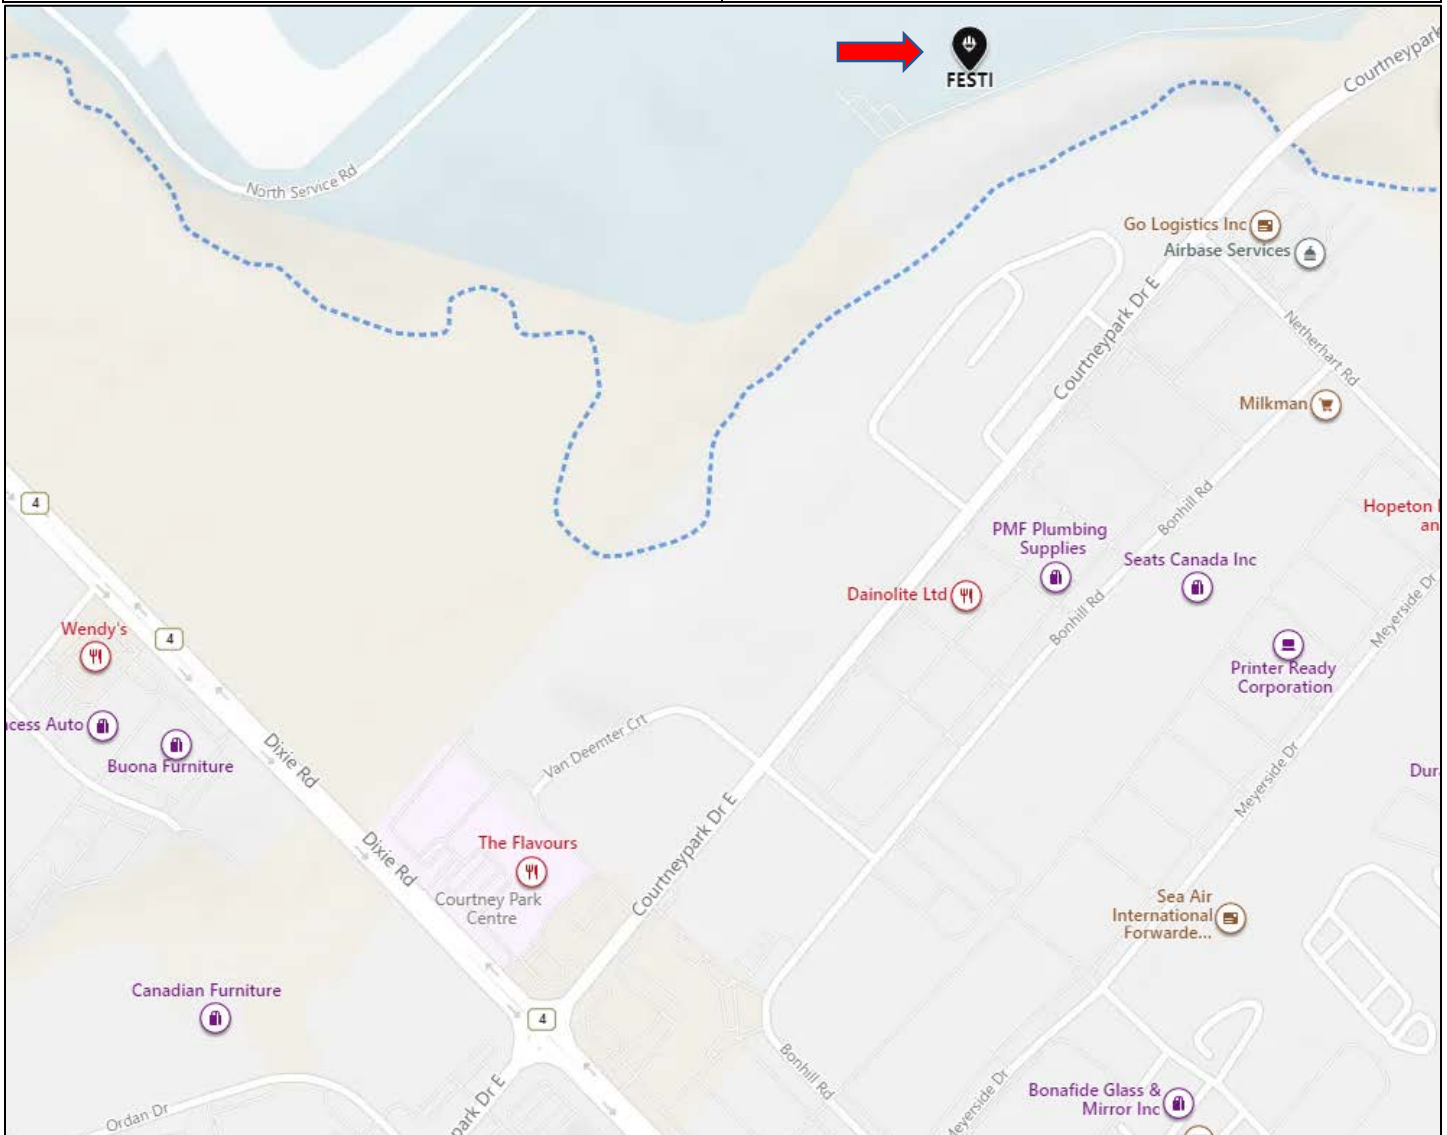 FESTI
Courtneypark
North Service Rd
Go Logistics Inc
Airbase Services
Courtneypark Dr E
Netherhart Rd
Milkman
4
Bonhill Rd
Hopeton
an
PMF Plumbing
Supplies
Seats Canada Inc
Dainolite Ltd
Bonhill Rd
Meyerside Dr
Wendy's
4
Printer Ready
Corporation
cess Auto
Buona Furniture
Dixie Rd
Van Deemter Crt
Meyerside Dr
Dur
Dixie Rd
The Flavours
Courtneypark Dr E
Courtney Park
Centre
Sea Air
International
Forwarde...
Canadian Furniture
4
Bonhill Rd
Meyerside Dr
Bonafide Glass &
Mirror Inc
Ordan Dr
park Dr E